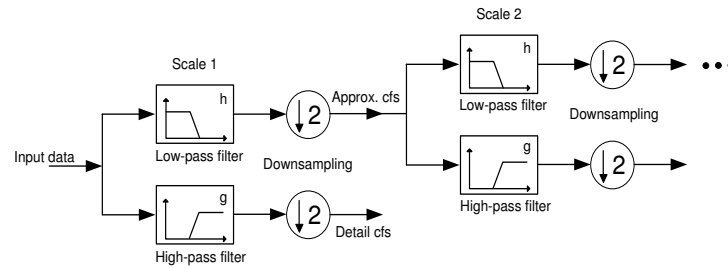 Scale 2
h
2
Low-pass filter
Downsampling
g
2
High-pass filter
Scale 1
h
2
Approx. cfs
Low-pass filter
Input data
Downsampling
g
2
Detail cfs
High-pass filter